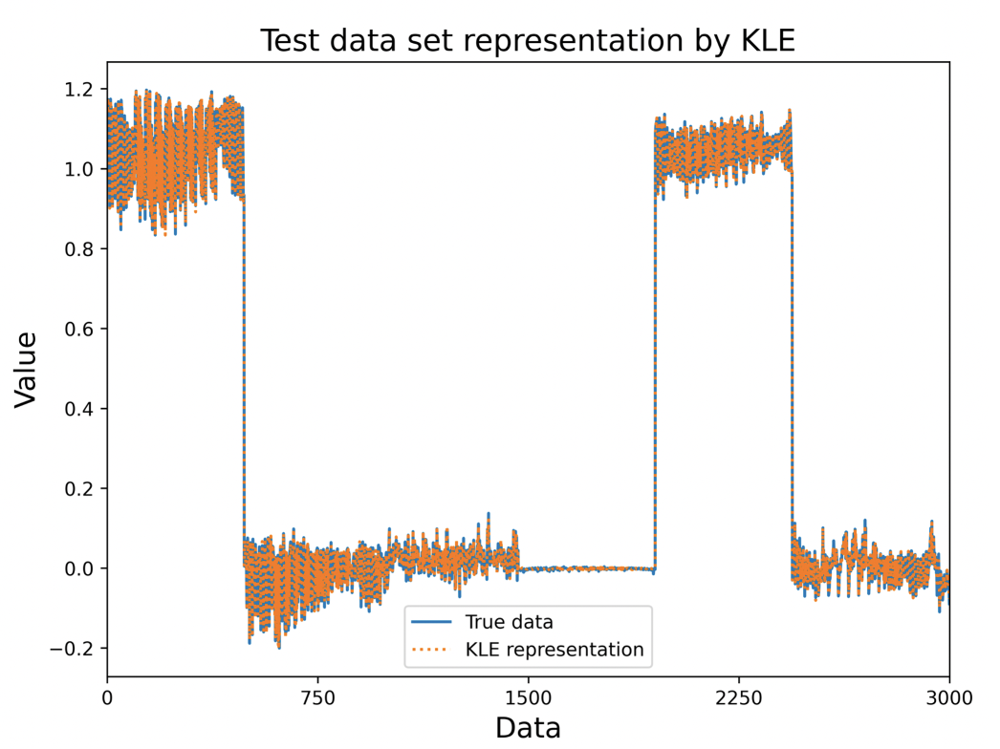 Test data set representation by KLE
1.2
1.0
0.8
0.6
0.4
0.2
0.0
−0.2
Value
True data
KLE representation
0 750 1500 2250 3000
Data